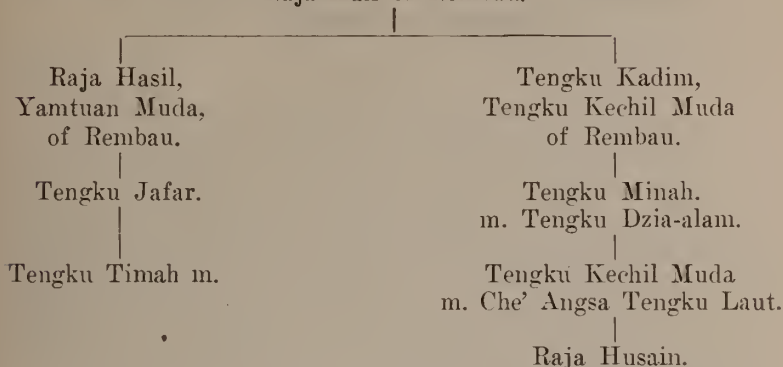 Raja Hasil,
Yamtuan Muda,
of Rembau.
Tengku Jafar.
Tengku Timah m.
Tengku Kadim,
Tengku Kechil Muda
of Rembau.
Tengku Minah.
m. Tengku Dzia-alam.
Tengku Kechil Muda
m. Che' Angsa Tengku Laut.
Raja Husain.